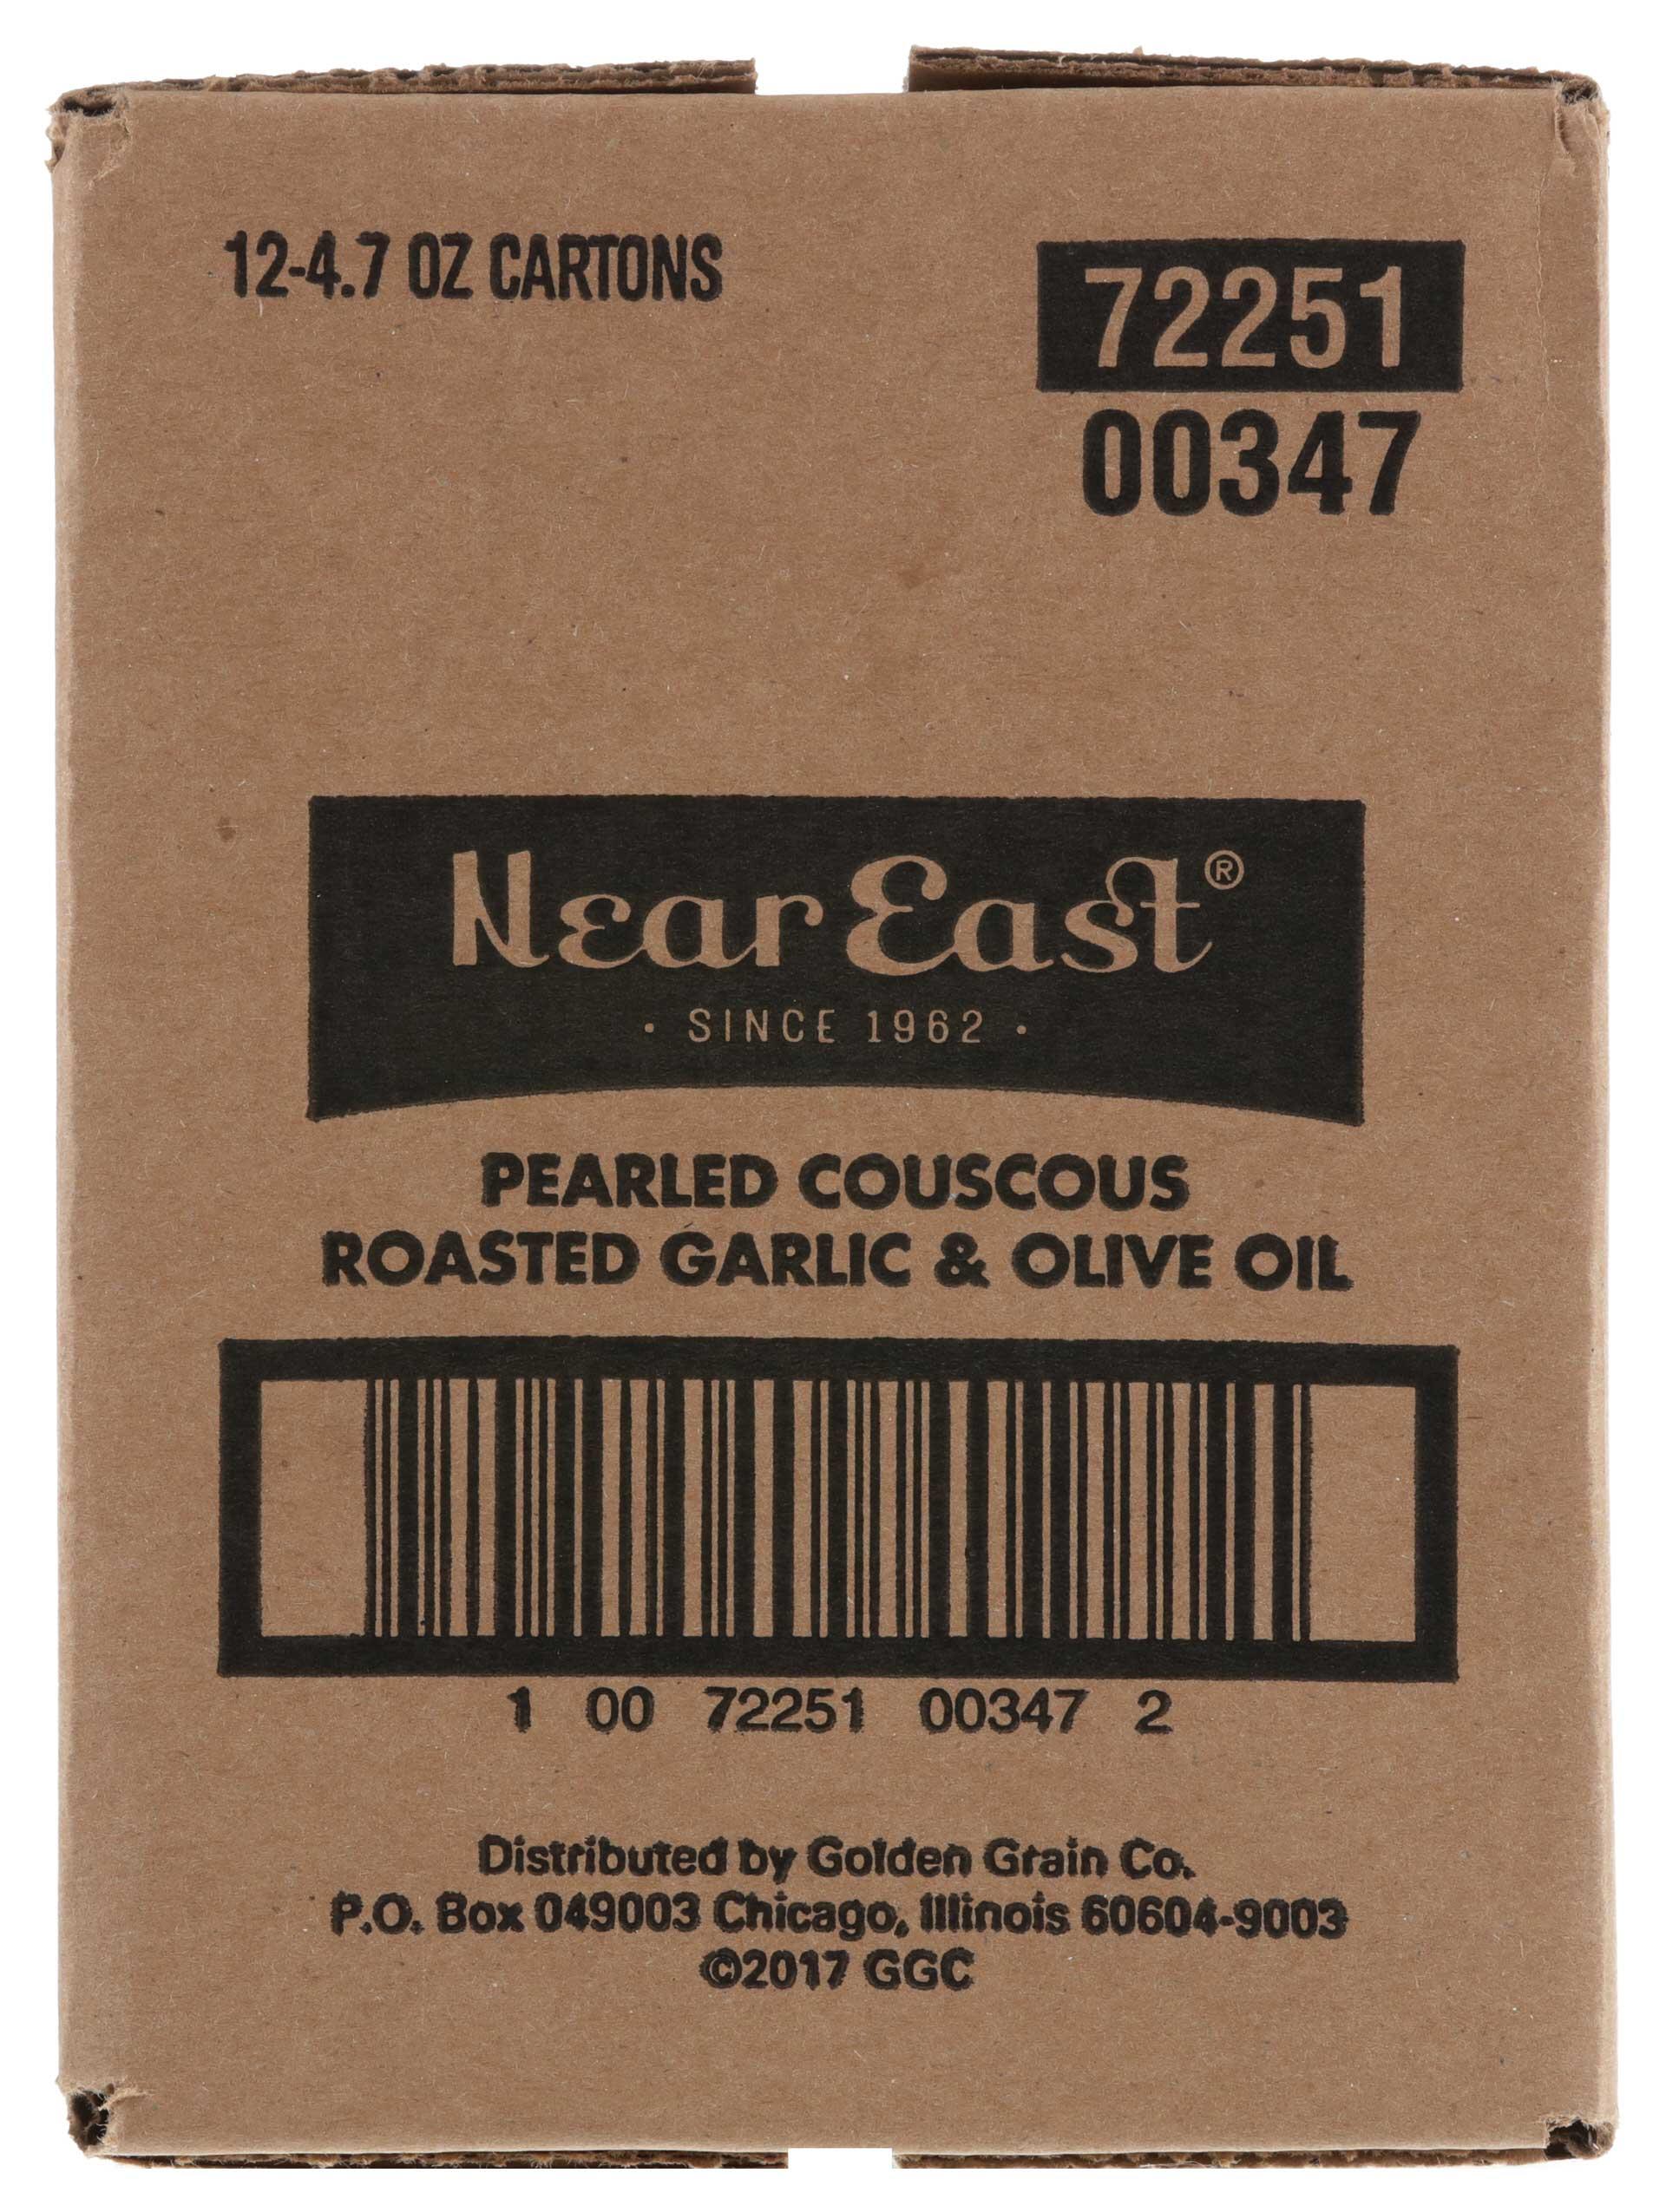 12-4.7 OZ CARTONS
72251
00347
Near East®
· SINCE 1962 ·
PEARLED COUSCOUS
ROASTED GARLIC & OLIVE OIL
1 00 72251 00347 2
Distributed by Golden Grain Co.
P.O. Box 049003 Chicago, Illinois 60604-9003
©2017 GGC